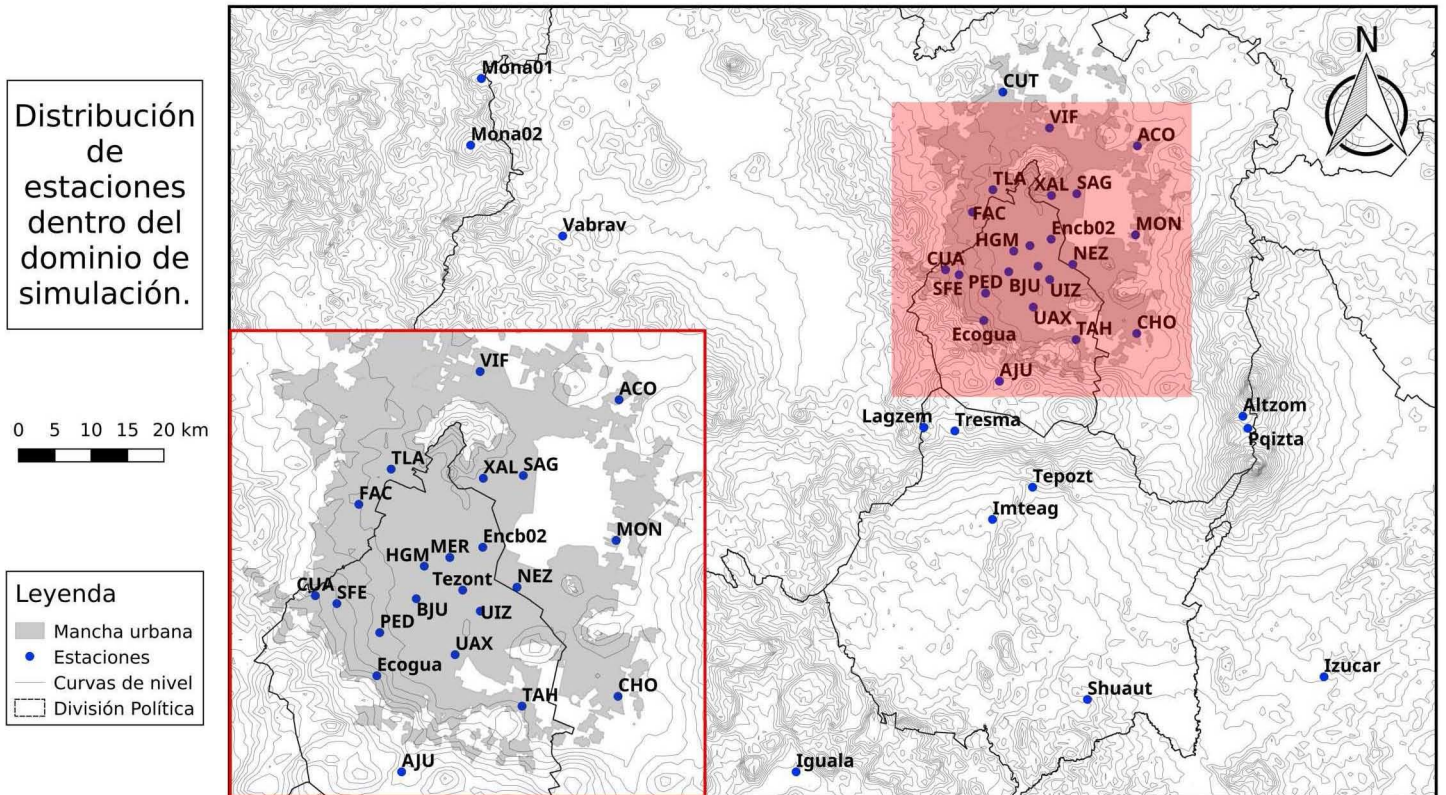 Distribución
de
estaciones
dentro del
dominio de
simulación.
0 5 10 15 20 km
Leyenda
Mancha urbana
Estaciones
Curvas de nivel
División Política
N
Mona01
Mona02
Vabrav
CUT
VIF
ACO
TLA
XAL
SAG
FAC
Encb02
MON
HGM
NEZ
CUA
SFE
PED
BJU
UIZ
UAX
TAH
CHO
Ecogua
AJU
Lagzem
Tresma
Altzom
Pqizta
Tepozt
Imteag
Izucar
Shuaut
Iguala
VIF
ACO
TLA
XAL
SAG
FAC
Encb02
MON
HGM
MER
Tezont
NEZ
CUA
SFE
BJU
UIZ
PED
UAX
Ecogua
TAH
CHO
AJU